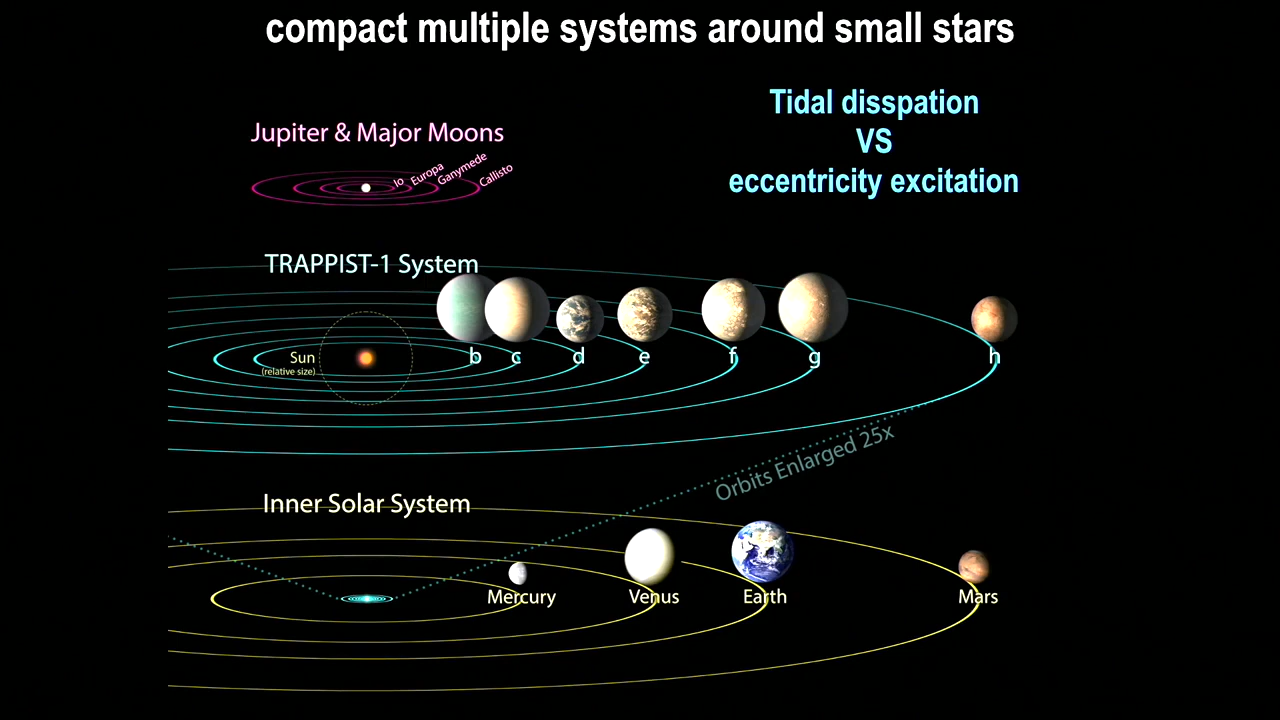 compact multiple systems around small stars
Tidal disspation
VS
eccentricity excitation
Jupiter & Major Moons
Io
Europa
Ganymede
Callisto
TRAPPIST-1 System
Sun
(relative size)
b
c
d
e
f
g
h
Orbits Enlarged 25x
Inner Solar System
Mercury
Venus
Earth
Mars